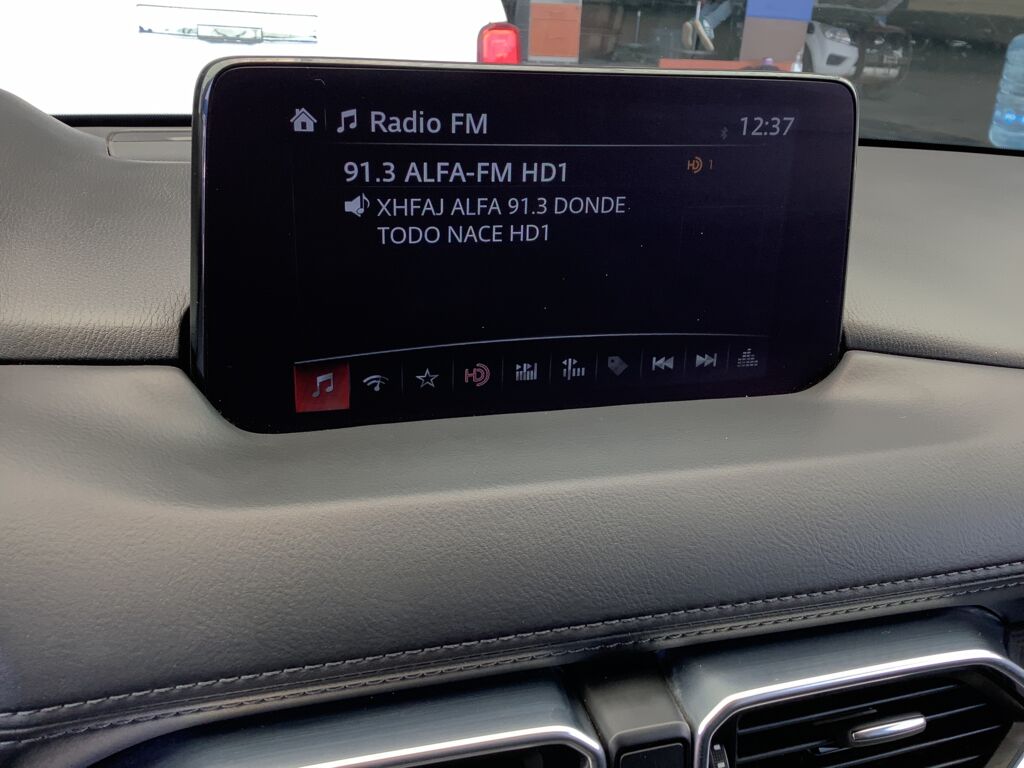 Radio FM
12:37
91.3 ALFA-FM HD1
HD 1
XHFAJ ALFA 91.3 DONDE
TODO NACE HD1
HD